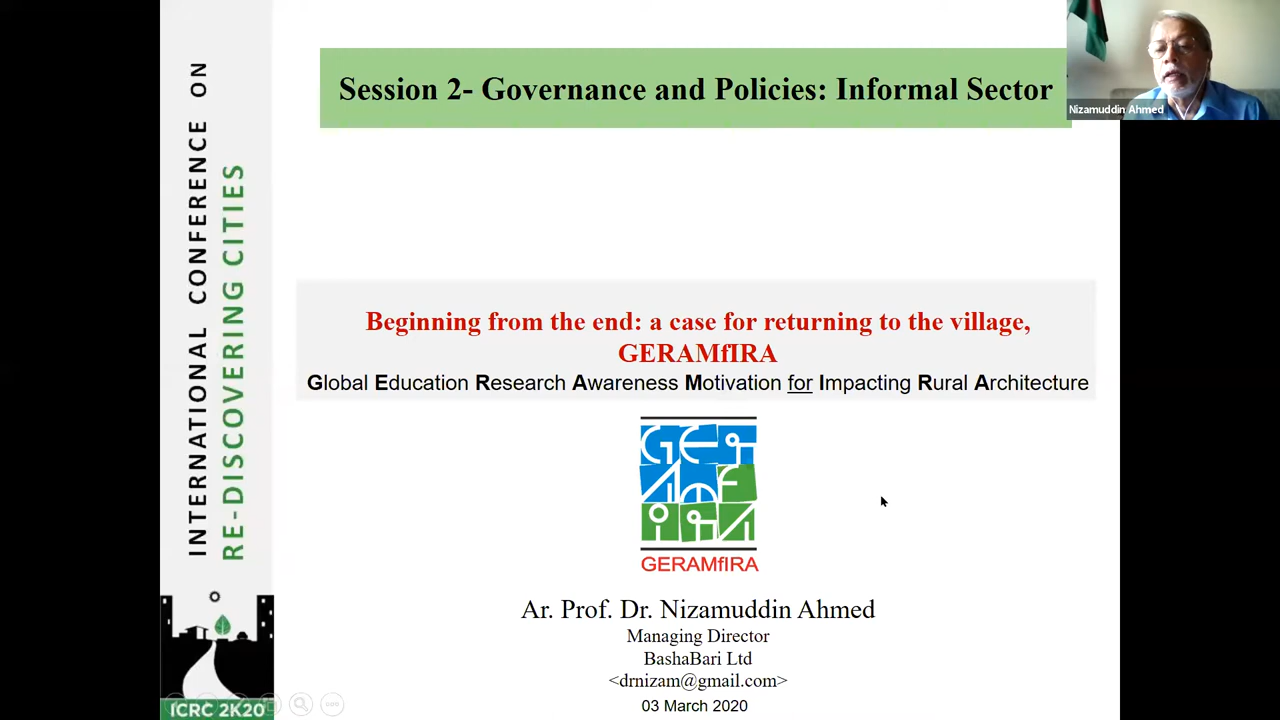 INTERNATIONAL CONFERENCE ON
RE-DISCOVERING CITIES
ICRC 2K20
Session 2- Governance and Policies: Informal Sector
Nizamuddin Ahmed
Beginning from the end: a case for returning to the village,
GERAMfIRA
Global Education Research Awareness Motivation for Impacting Rural Architecture
GERAMfIRA
Ar. Prof. Dr. Nizamuddin Ahmed
Managing Director
BashaBari Ltd
<drnizam@gmail.com>
03 March 2020